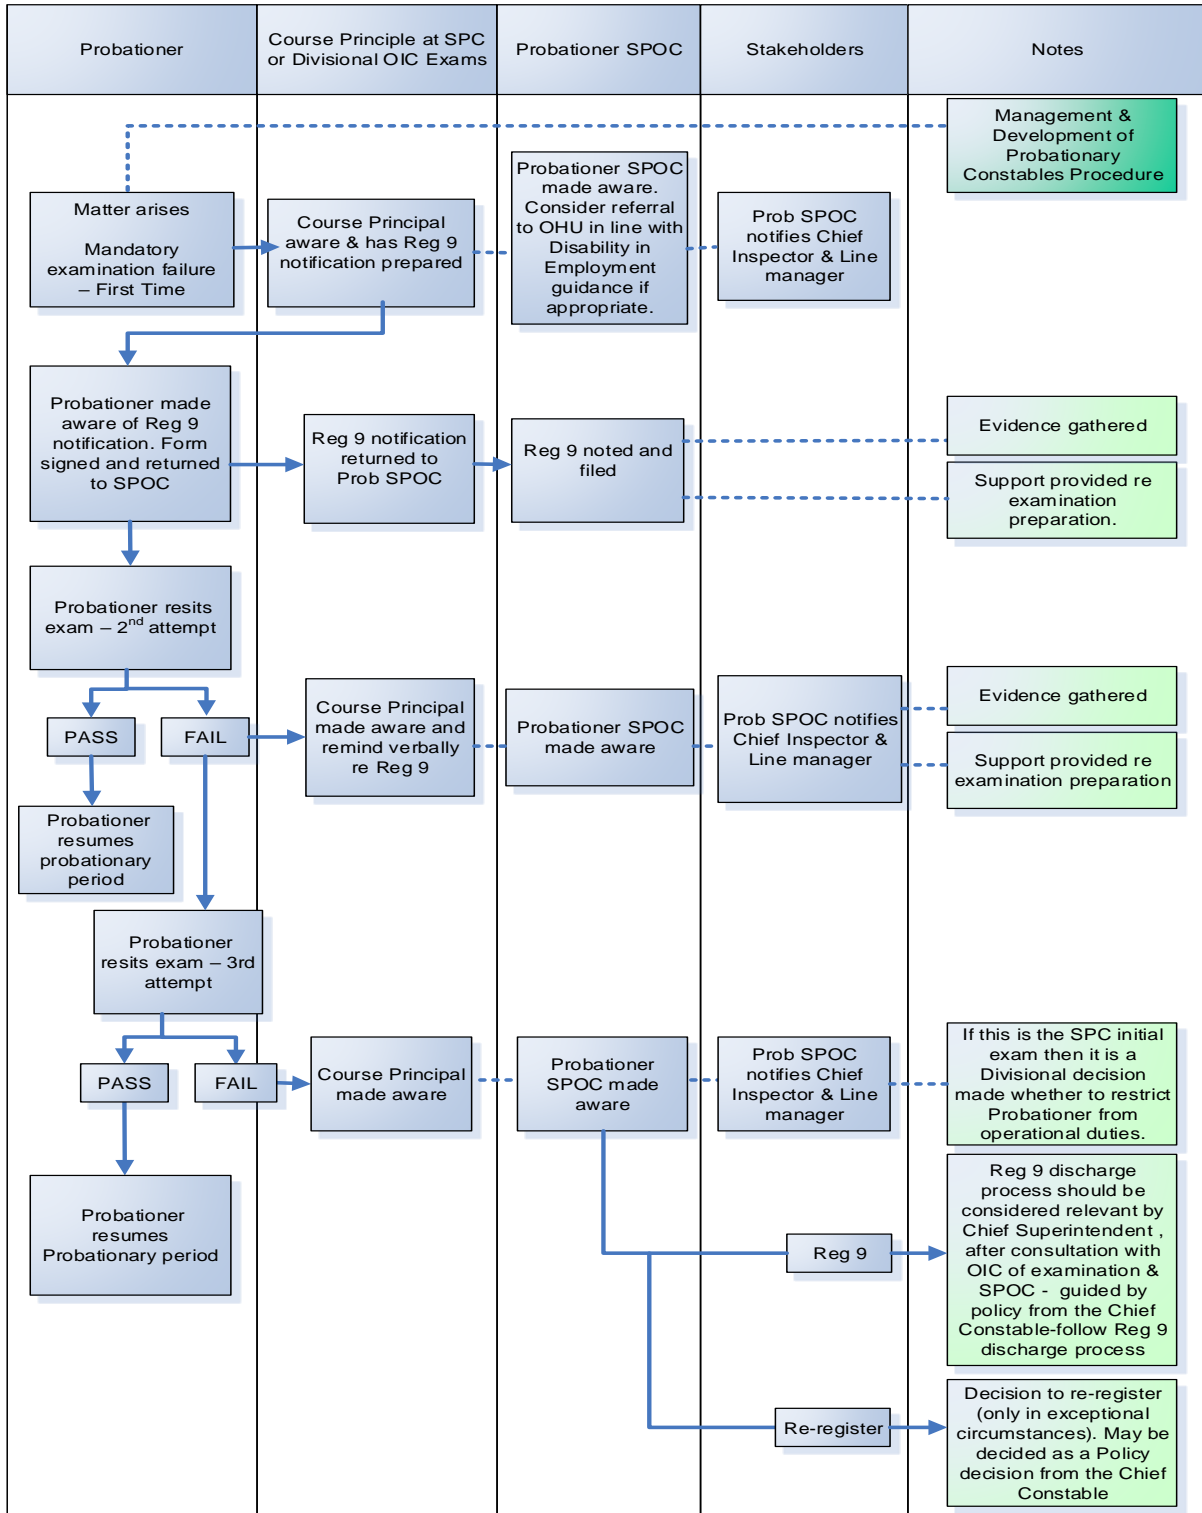 Probationer
Course Principle at SPC
or Divisional OIC Exams
Probationer SPOC
Stakeholders
Notes
Management &
Development of
Probationary
Constables Procedure
Matter arises
Mandatory
examination failure
– First Time
Course Principal
aware & has Reg 9
notification prepared
Probationer SPOC
made aware.
Consider referral
to OHU in line with
Disability in
Employment
guidance if
appropriate.
Prob SPOC
notifies Chief
Inspector & Line
manager
Probationer made
aware of Reg 9
notification. Form
signed and returned
to SPOC
Reg 9 notification
returned to
Prob SPOC
Reg 9 noted and
filed
Evidence gathered
Support provided re
examination
preparation.
Probationer resits
exam – 2nd attempt
PASS
FAIL
Course Principal
made aware and
remind verbally
re Reg 9
Probationer SPOC
made aware
Prob SPOC notifies
Chief Inspector &
Line manager
Evidence gathered
Support provided re
examination preparation
Probationer
resumes
probationary
period
Probationer
resits exam – 3rd
attempt
PASS
FAIL
Course Principal
made aware
Probationer
SPOC made
aware
Prob SPOC
notifies Chief
Inspector & Line
manager
If this is the SPC initial
exam then it is a
Divisional decision
made whether to restrict
Probationer from
operational duties.
Probationer
resumes
Probationary period
Reg 9
Reg 9 discharge
process should be
considered relevant by
Chief Superintendent ,
after consultation with
OIC of examination &
SPOC - guided by
policy from the Chief
Constable-follow Reg 9
discharge process
Re-register
Decision to re-register
(only in exceptional
circumstances). May be
decided as a Policy
decision from the Chief
Constable